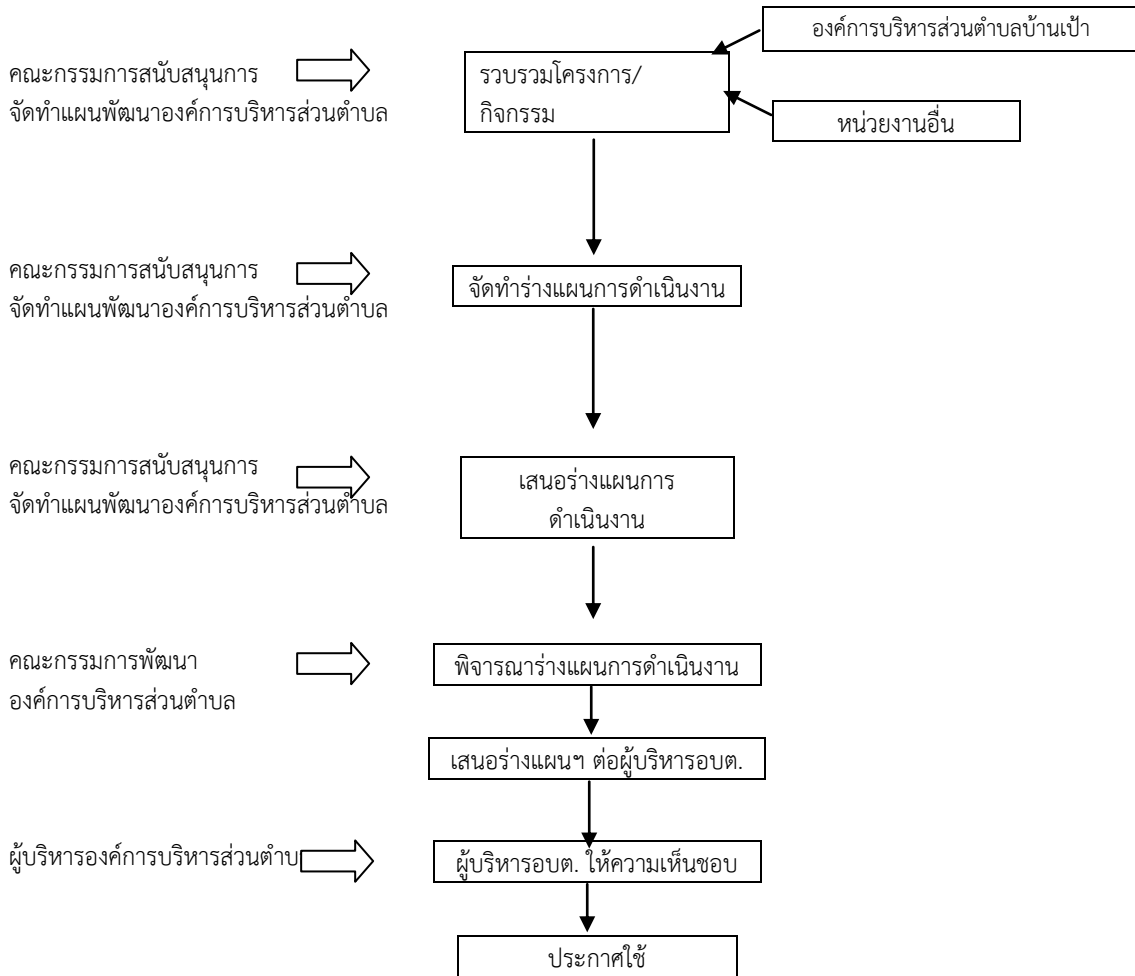 องค์การบริหารส่วนตำบลบ้านเป้า
คณะกรรมการสนับสนุนการ
จัดทำแผนพัฒนาองค์การบริหารส่วนตำบล
รวบรวมโครงการ/
กิจกรรม
หน่วยงานอื่น
คณะกรรมการสนับสนุนการ
จัดทำแผนพัฒนาองค์การบริหารส่วนตำบล
จัดทำร่างแผนการดำเนินงาน
คณะกรรมการสนับสนุนการ
จัดทำแผนพัฒนาองค์การบริหารส่วนตำบล
เสนอร่างแผนการ
ดำเนินงาน
คณะกรรมการพัฒนา
องค์การบริหารส่วนตำบล
พิจารณาร่างแผนการดำเนินงาน
เสนอร่างแผนฯ ต่อผู้บริหารอบต.
ผู้บริหารองค์การบริหารส่วนตำบ
ผู้บริหารอบต. ให้ความเห็นชอบ
ประกาศใช้